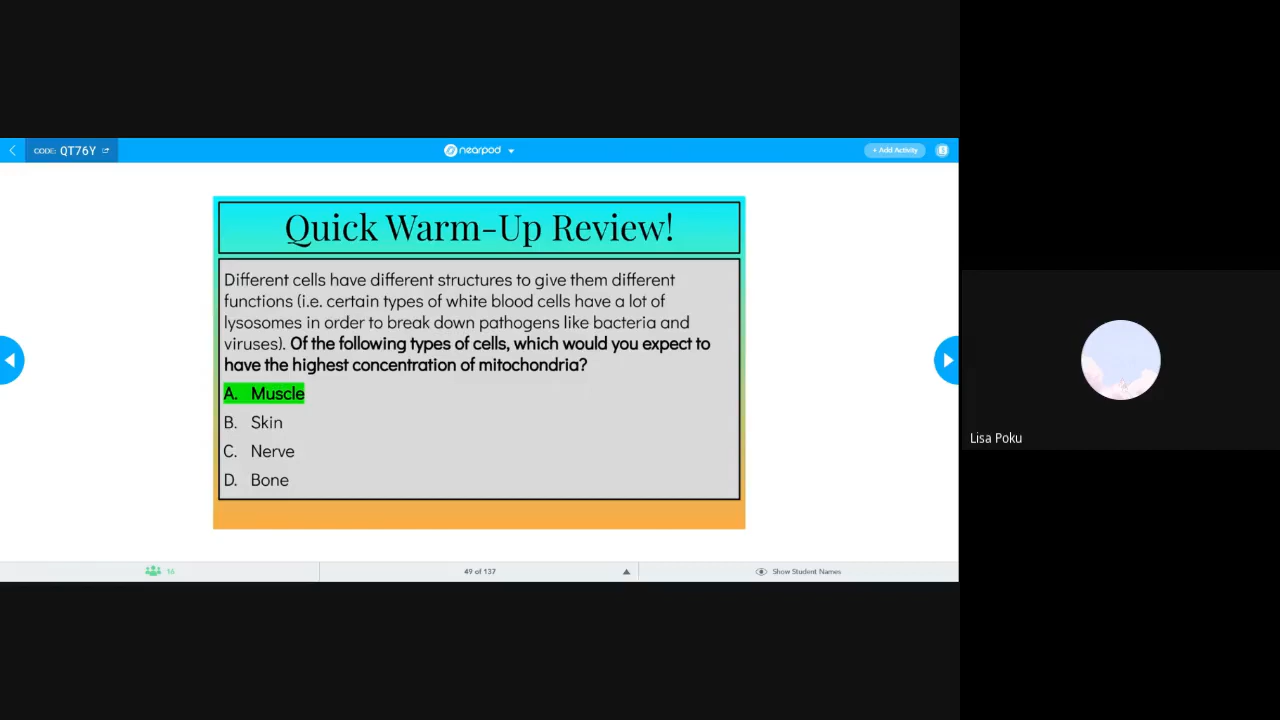 CODE: QT76Y
nearpod
+ Add Activity
Quick Warm-Up Review!
Different cells have different structures to give them different
functions (i.e. certain types of white blood cells have a lot of
lysosomes in order to break down pathogens like bacteria and
viruses). Of the following types of cells, which would you expect to
have the highest concentration of mitochondria?
A. Muscle
B. Skin
C. Nerve
D. Bone
Lisa Poku
16
49 of 137
Show Student Names